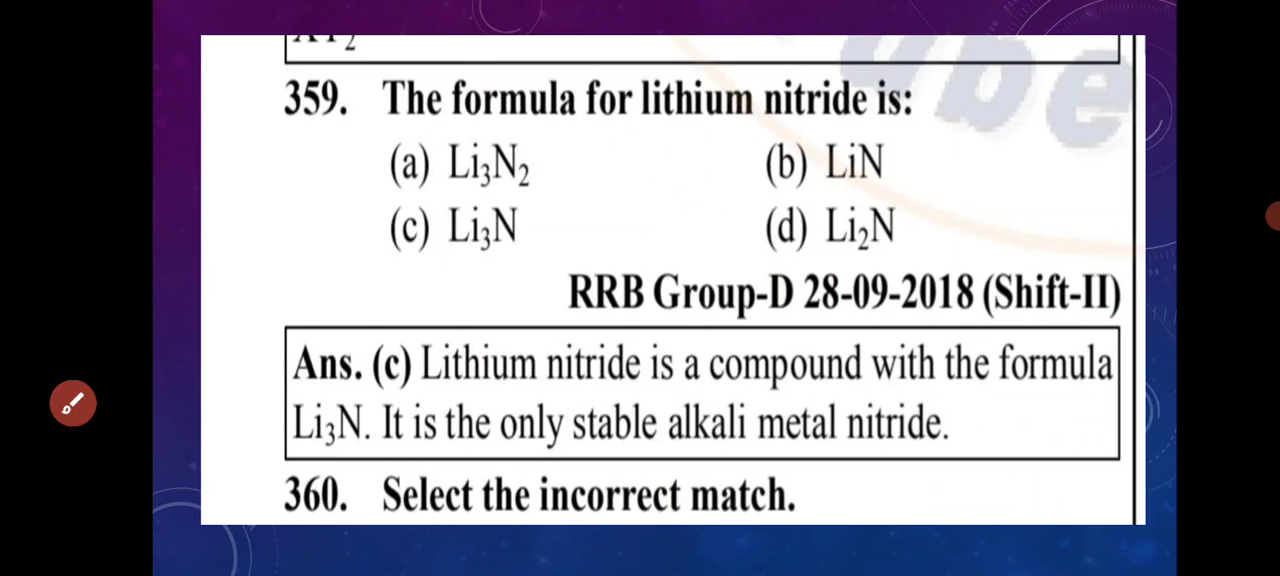 359. The formula for lithium nitride is:
(a) Li₃N₂ (b) LiN
(c) Li₃N (d) Li₂N
RRB Group-D 28-09-2018 (Shift-II)
Ans. (c) Lithium nitride is a compound with the formula
Li₃N. It is the only stable alkali metal nitride.
360. Select the incorrect match.